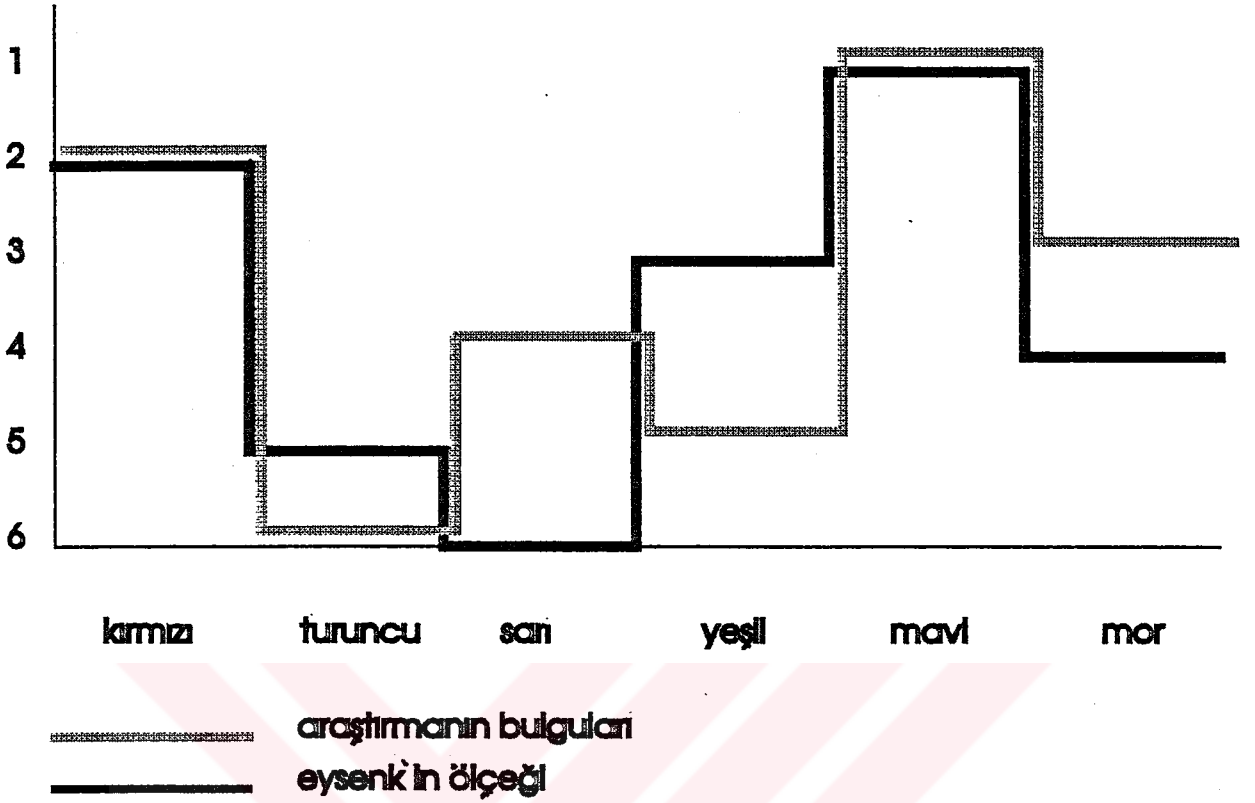 1
2
3
4
5
6
kırmızı turuncu sarı yeşil mavi mor
araştırmanın bulguları
eysenk`in ölçeği